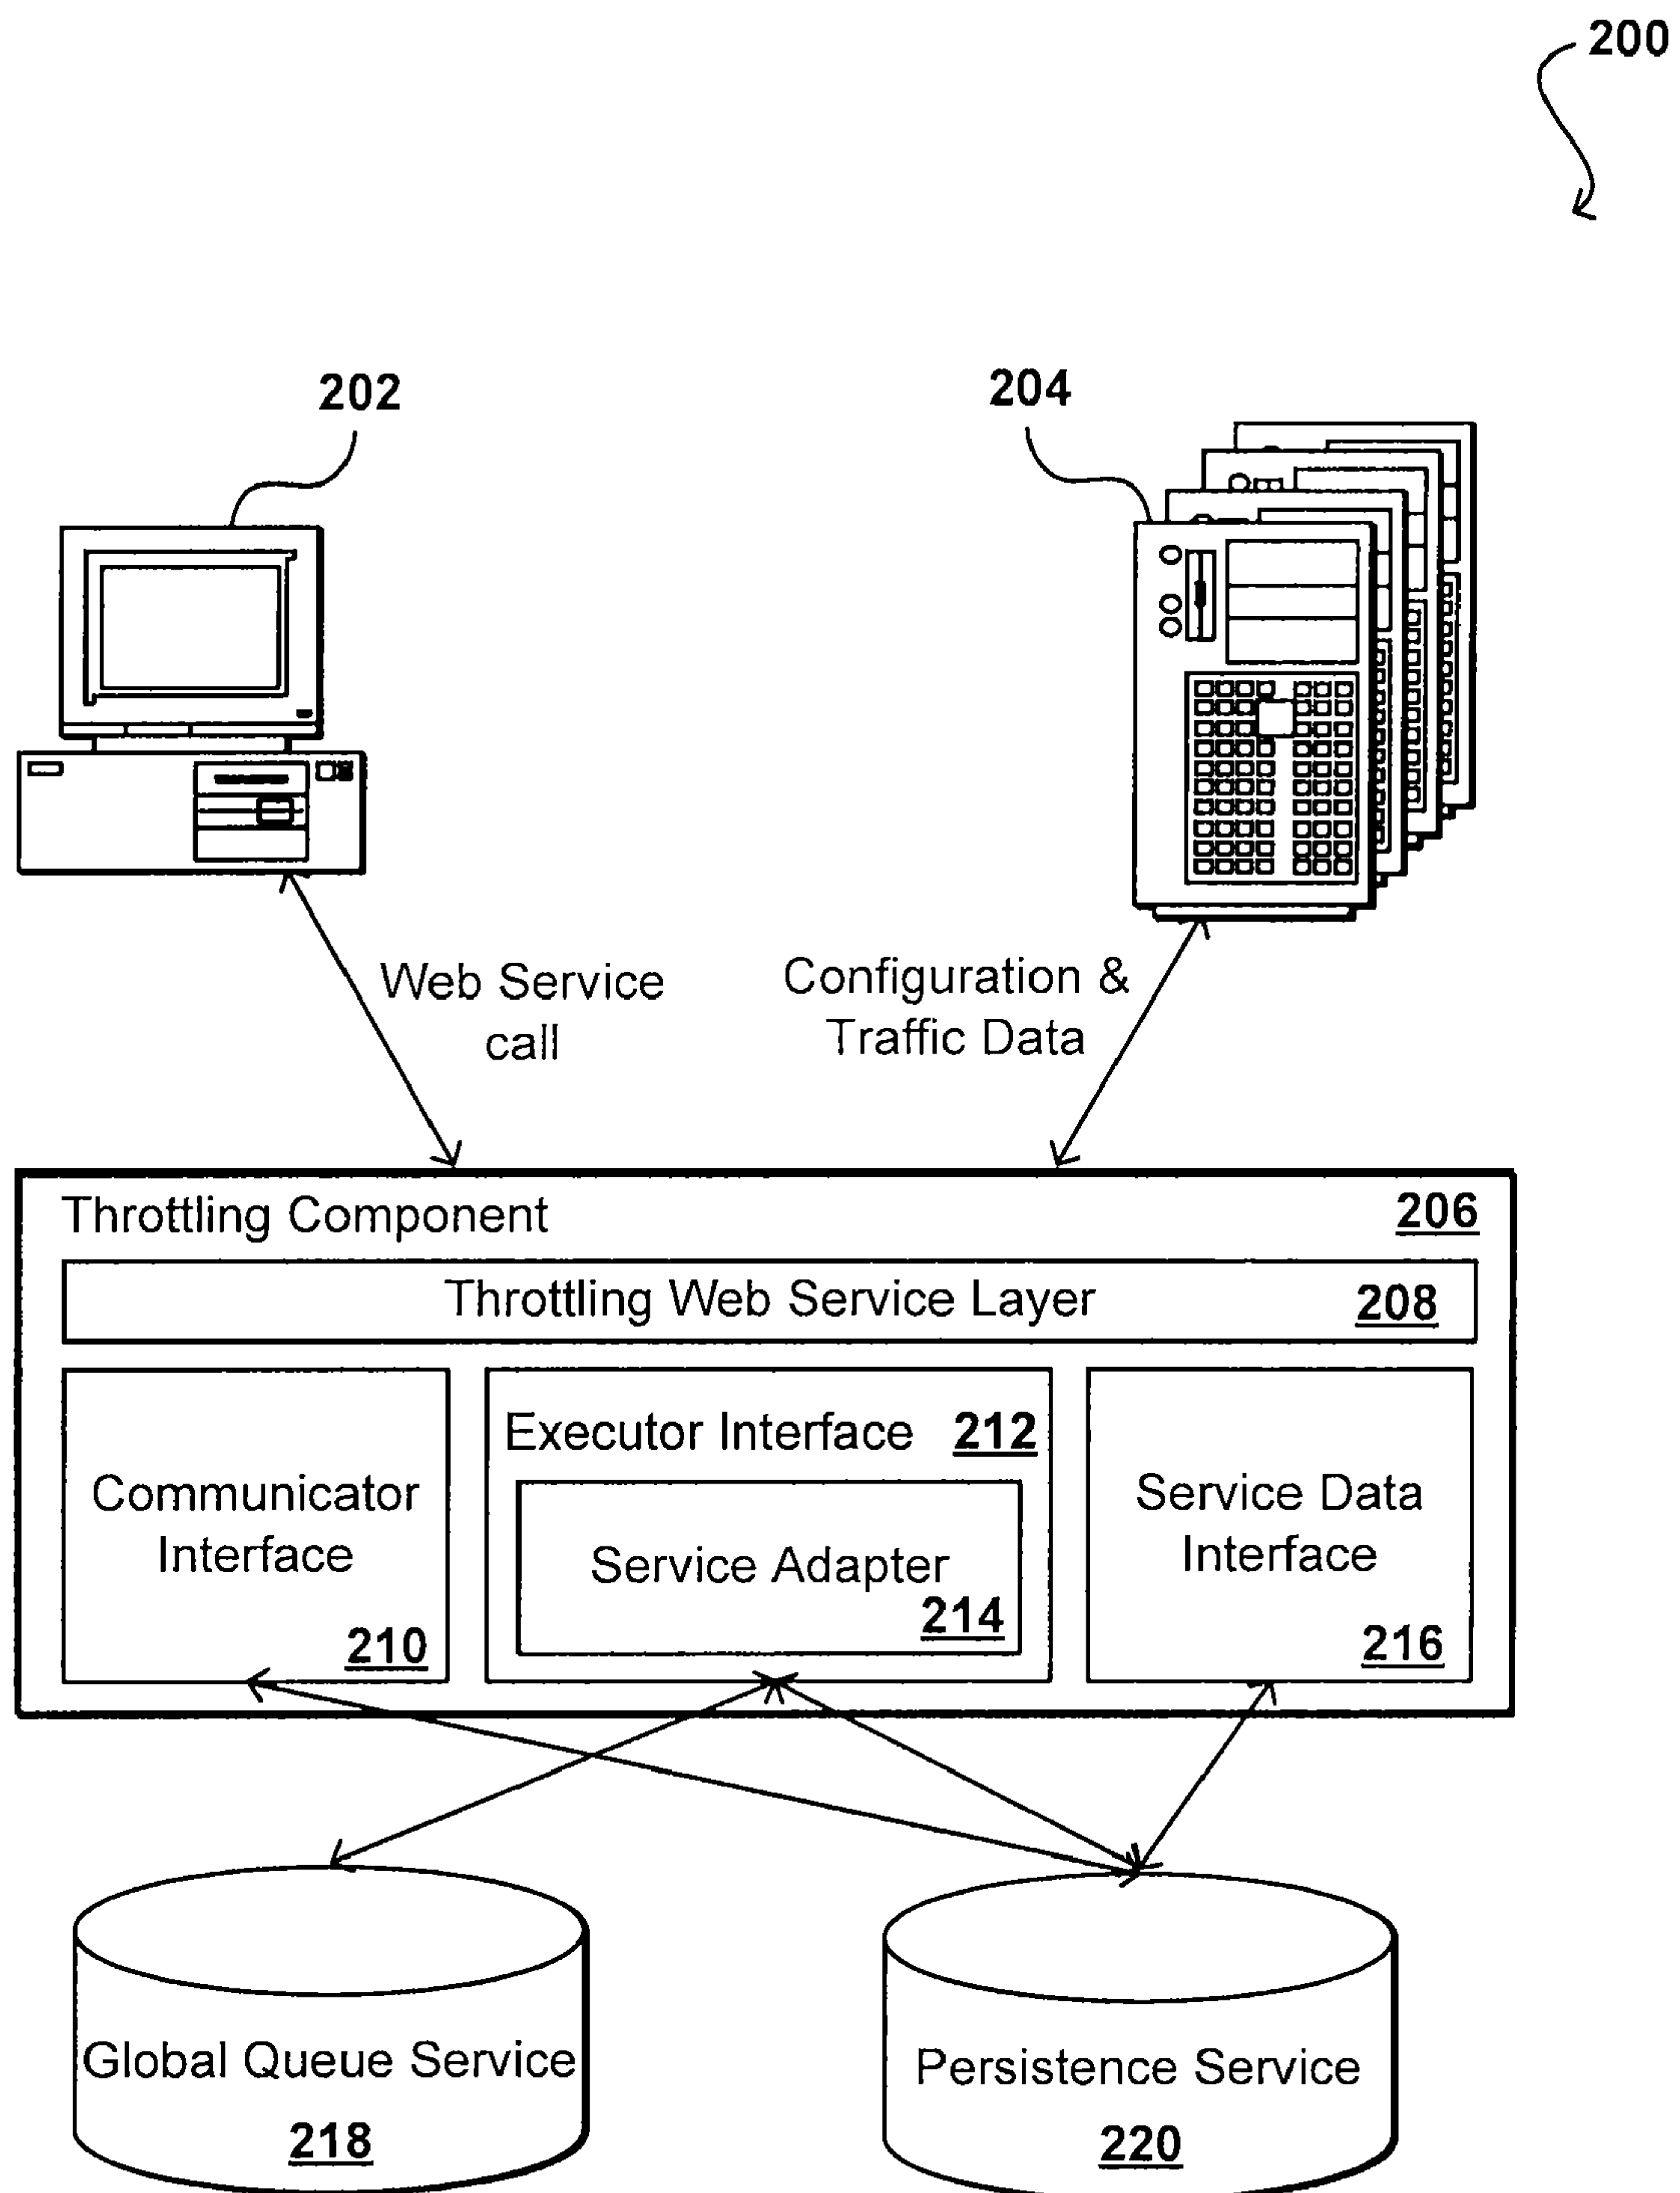 200
202
204
Web Service
call
Configuration &
Traffic Data
Throttling Component
206
Throttling Web Service Layer
208
Communicator
Interface
210
Executor Interface
212
Service Adapter
214
Service Data
Interface
216
Global Queue Service
218
Persistence Service
220